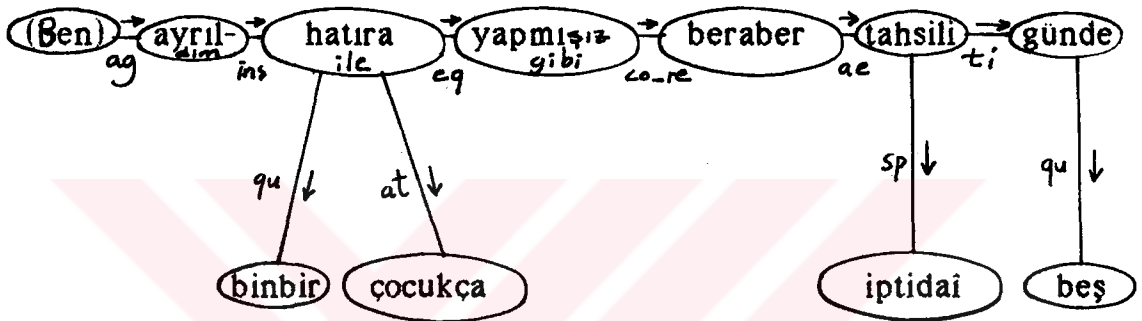 (Ben) ayrıl- hatıra yapmışız beraber tahsili günde
dım ile gibi
ag ins eq co_re ae ti
qu at sp qu
binbir çocukça iptidaî beş